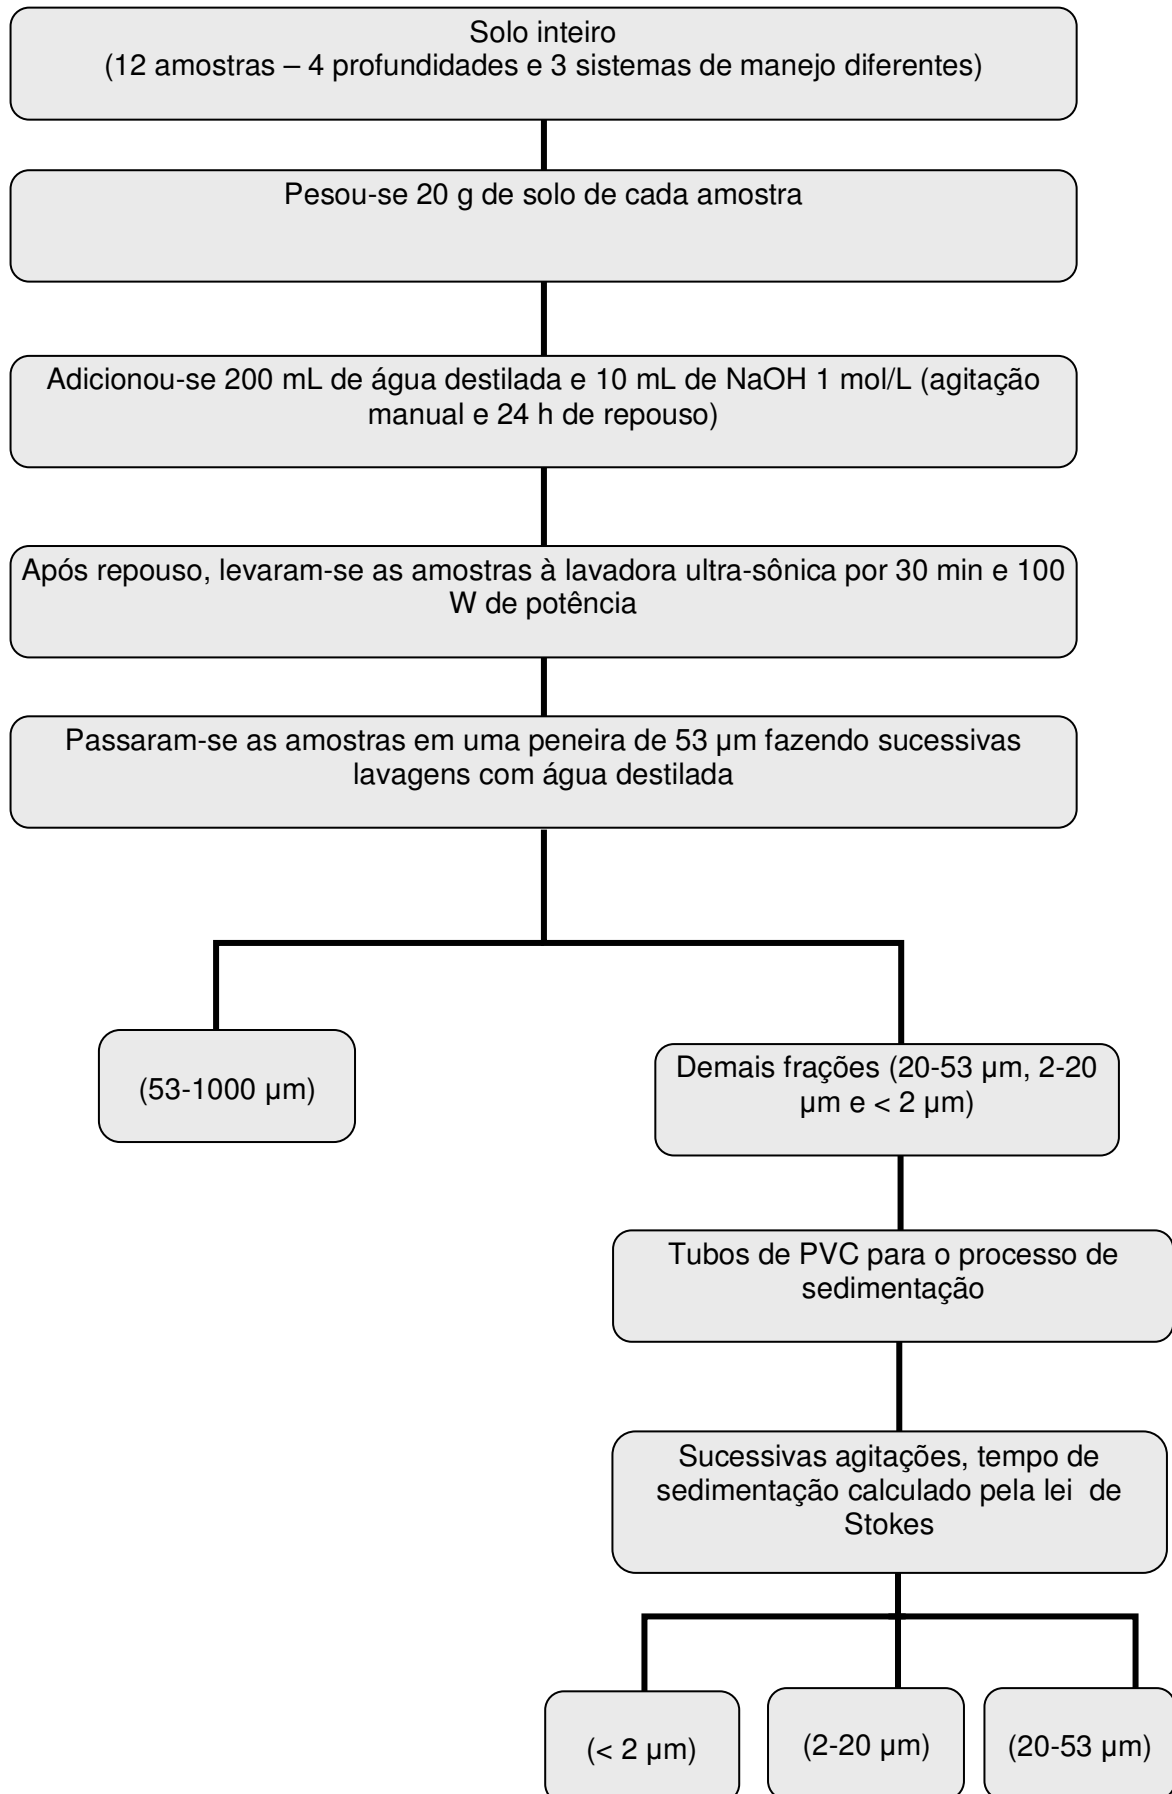 Solo inteiro
(12 amostras – 4 profundidades e 3 sistemas de manejo diferentes)
Pesou-se 20 g de solo de cada amostra
Adicionou-se 200 mL de água destilada e 10 mL de NaOH 1 mol/L (agitação
manual e 24 h de repouso)
Após repouso, levaram-se as amostras à lavadora ultra-sônica por 30 min e 100
W de potência
Passaram-se as amostras em uma peneira de 53 µm fazendo sucessivas
lavagens com água destilada
(53-1000 µm)
Demais frações (20-53 µm, 2-20
µm e < 2 µm)
Tubos de PVC para o processo de
sedimentação
Sucessivas agitações, tempo de
sedimentação calculado pela lei  de
Stokes
(< 2 µm)
(2-20 µm)
(20-53 µm)